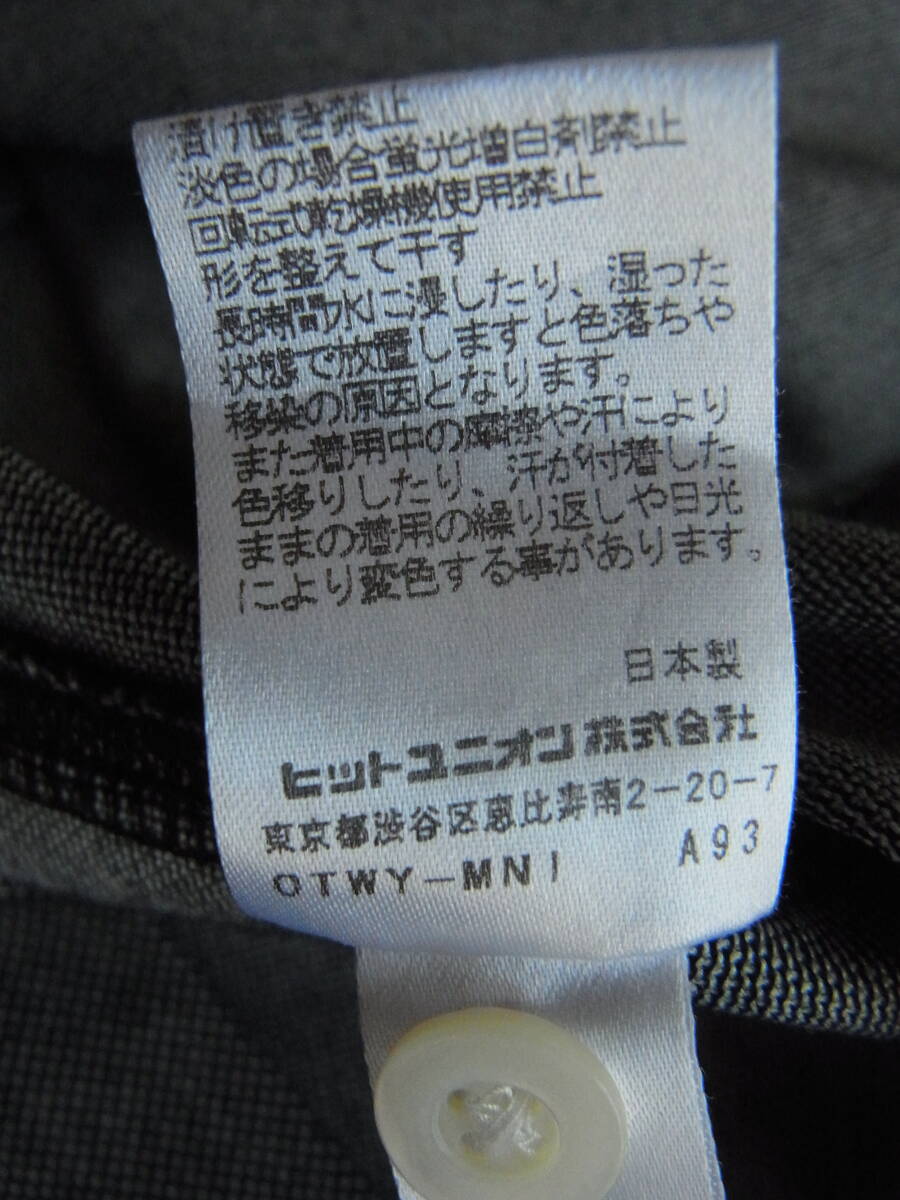 漬け置き禁止
淡色の場合蛍光増白剤禁止
回転式乾燥機使用禁止
形を整えて干す
長時間水に浸したり、湿った
状態で放置しますと色落ちや
移染の原因となります。
また着用中の摩擦や汗により
色移りしたり、汗が付着した
ままの着用の繰り返しや日光
により変色する事があります。
日本製
ヒットユニオン株式会社
東京都渋谷区恵比寿南2-20-7
OTWY-MNI A93